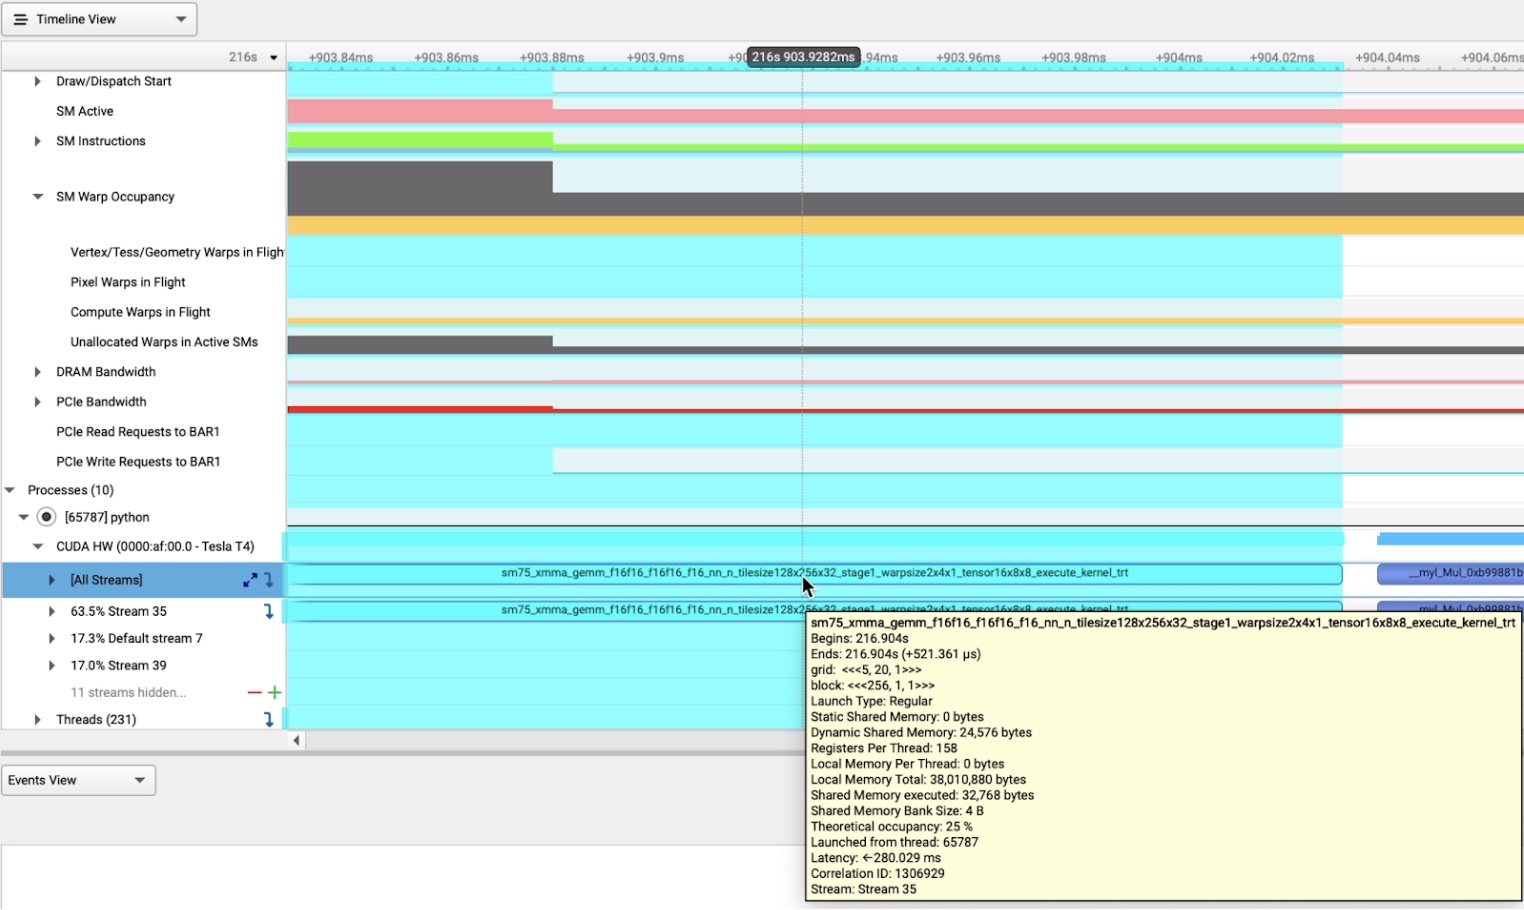 Timeline View
216s
+903.84ms +903.86ms +903.88ms +903.9ms +90 216s 903.9282ms .94ms +903.96ms +903.98ms +904ms +904.02ms +904.04ms +904.06ms
Draw/Dispatch Start
SM Active
SM Instructions
SM Warp Occupancy
Vertex/Tess/Geometry Warps in Fligh
Pixel Warps in Flight
Compute Warps in Flight
Unallocated Warps in Active SMs
DRAM Bandwidth
PCIe Bandwidth
PCIe Read Requests to BAR1
PCIe Write Requests to BAR1
Processes (10)
[65787] python
CUDA HW (0000:af:00.0 - Tesla T4)
[All Streams] sm75_xmma_gemm_f16f16_f16f16_f16_nn_n_tilesize128x256x32_stage1_warpsize2x4x1_tensor16x8x8_execute_kernel_trt __myl_Mul_0xb99881b
63.5% Stream 35 sm75_xmma_gemm_f16f16_f16f16_f16_nn_n_tilesize128x256x32_stage1_warpsize2x4x1_tensor16x8x8_execute_kernel_trt __myl_Mul_0xb99881b
17.3% Default stream 7
17.0% Stream 39
11 streams hidden... − +
Threads (231)
sm75_xmma_gemm_f16f16_f16f16_f16_nn_n_tilesize128x256x32_stage1_warpsize2x4x1_tensor16x8x8_execute_kernel_trt
Begins: 216.904s
Ends: 216.904s (+521.361 μs)
grid: <<<5, 20, 1>>>
block: <<<256, 1, 1>>>
Launch Type: Regular
Static Shared Memory: 0 bytes
Dynamic Shared Memory: 24,576 bytes
Registers Per Thread: 158
Local Memory Per Thread: 0 bytes
Local Memory Total: 38,010,880 bytes
Shared Memory executed: 32,768 bytes
Shared Memory Bank Size: 4 B
Theoretical occupancy: 25 %
Launched from thread: 65787
Latency: ←280.029 ms
Correlation ID: 1306929
Stream: Stream 35
Events View